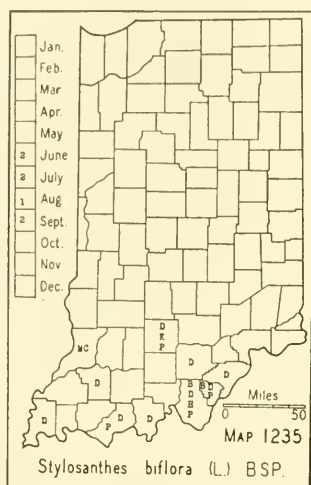 Jan.
Feb.
Mar
Apr.
May
2 June
2 July
1 Aug
2 Sept.
Oct.
Nov
Dec.
D
K
P
MC
D
D
D
B
D
H
P
B
D
P
D
D
P
D
Miles
0 50
MAP 1235
Stylosanthes biflora (L.) BSP.